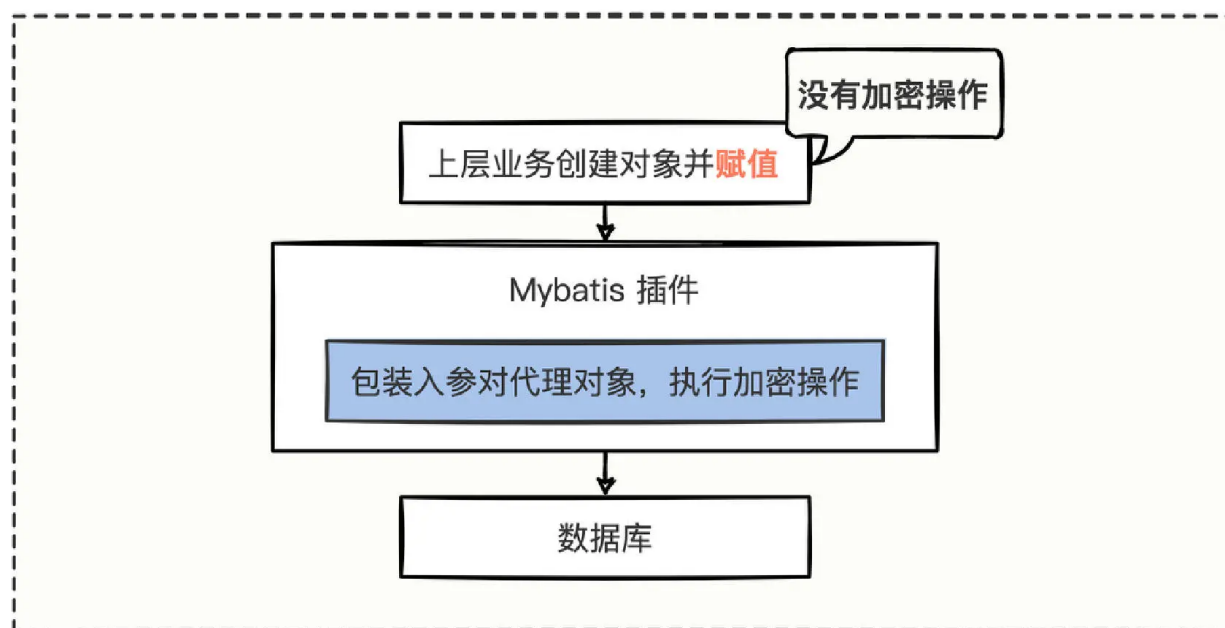 没有加密操作
上层业务创建对象并赋值
Mybatis 插件
包装入参对代理对象，执行加密操作
数据库